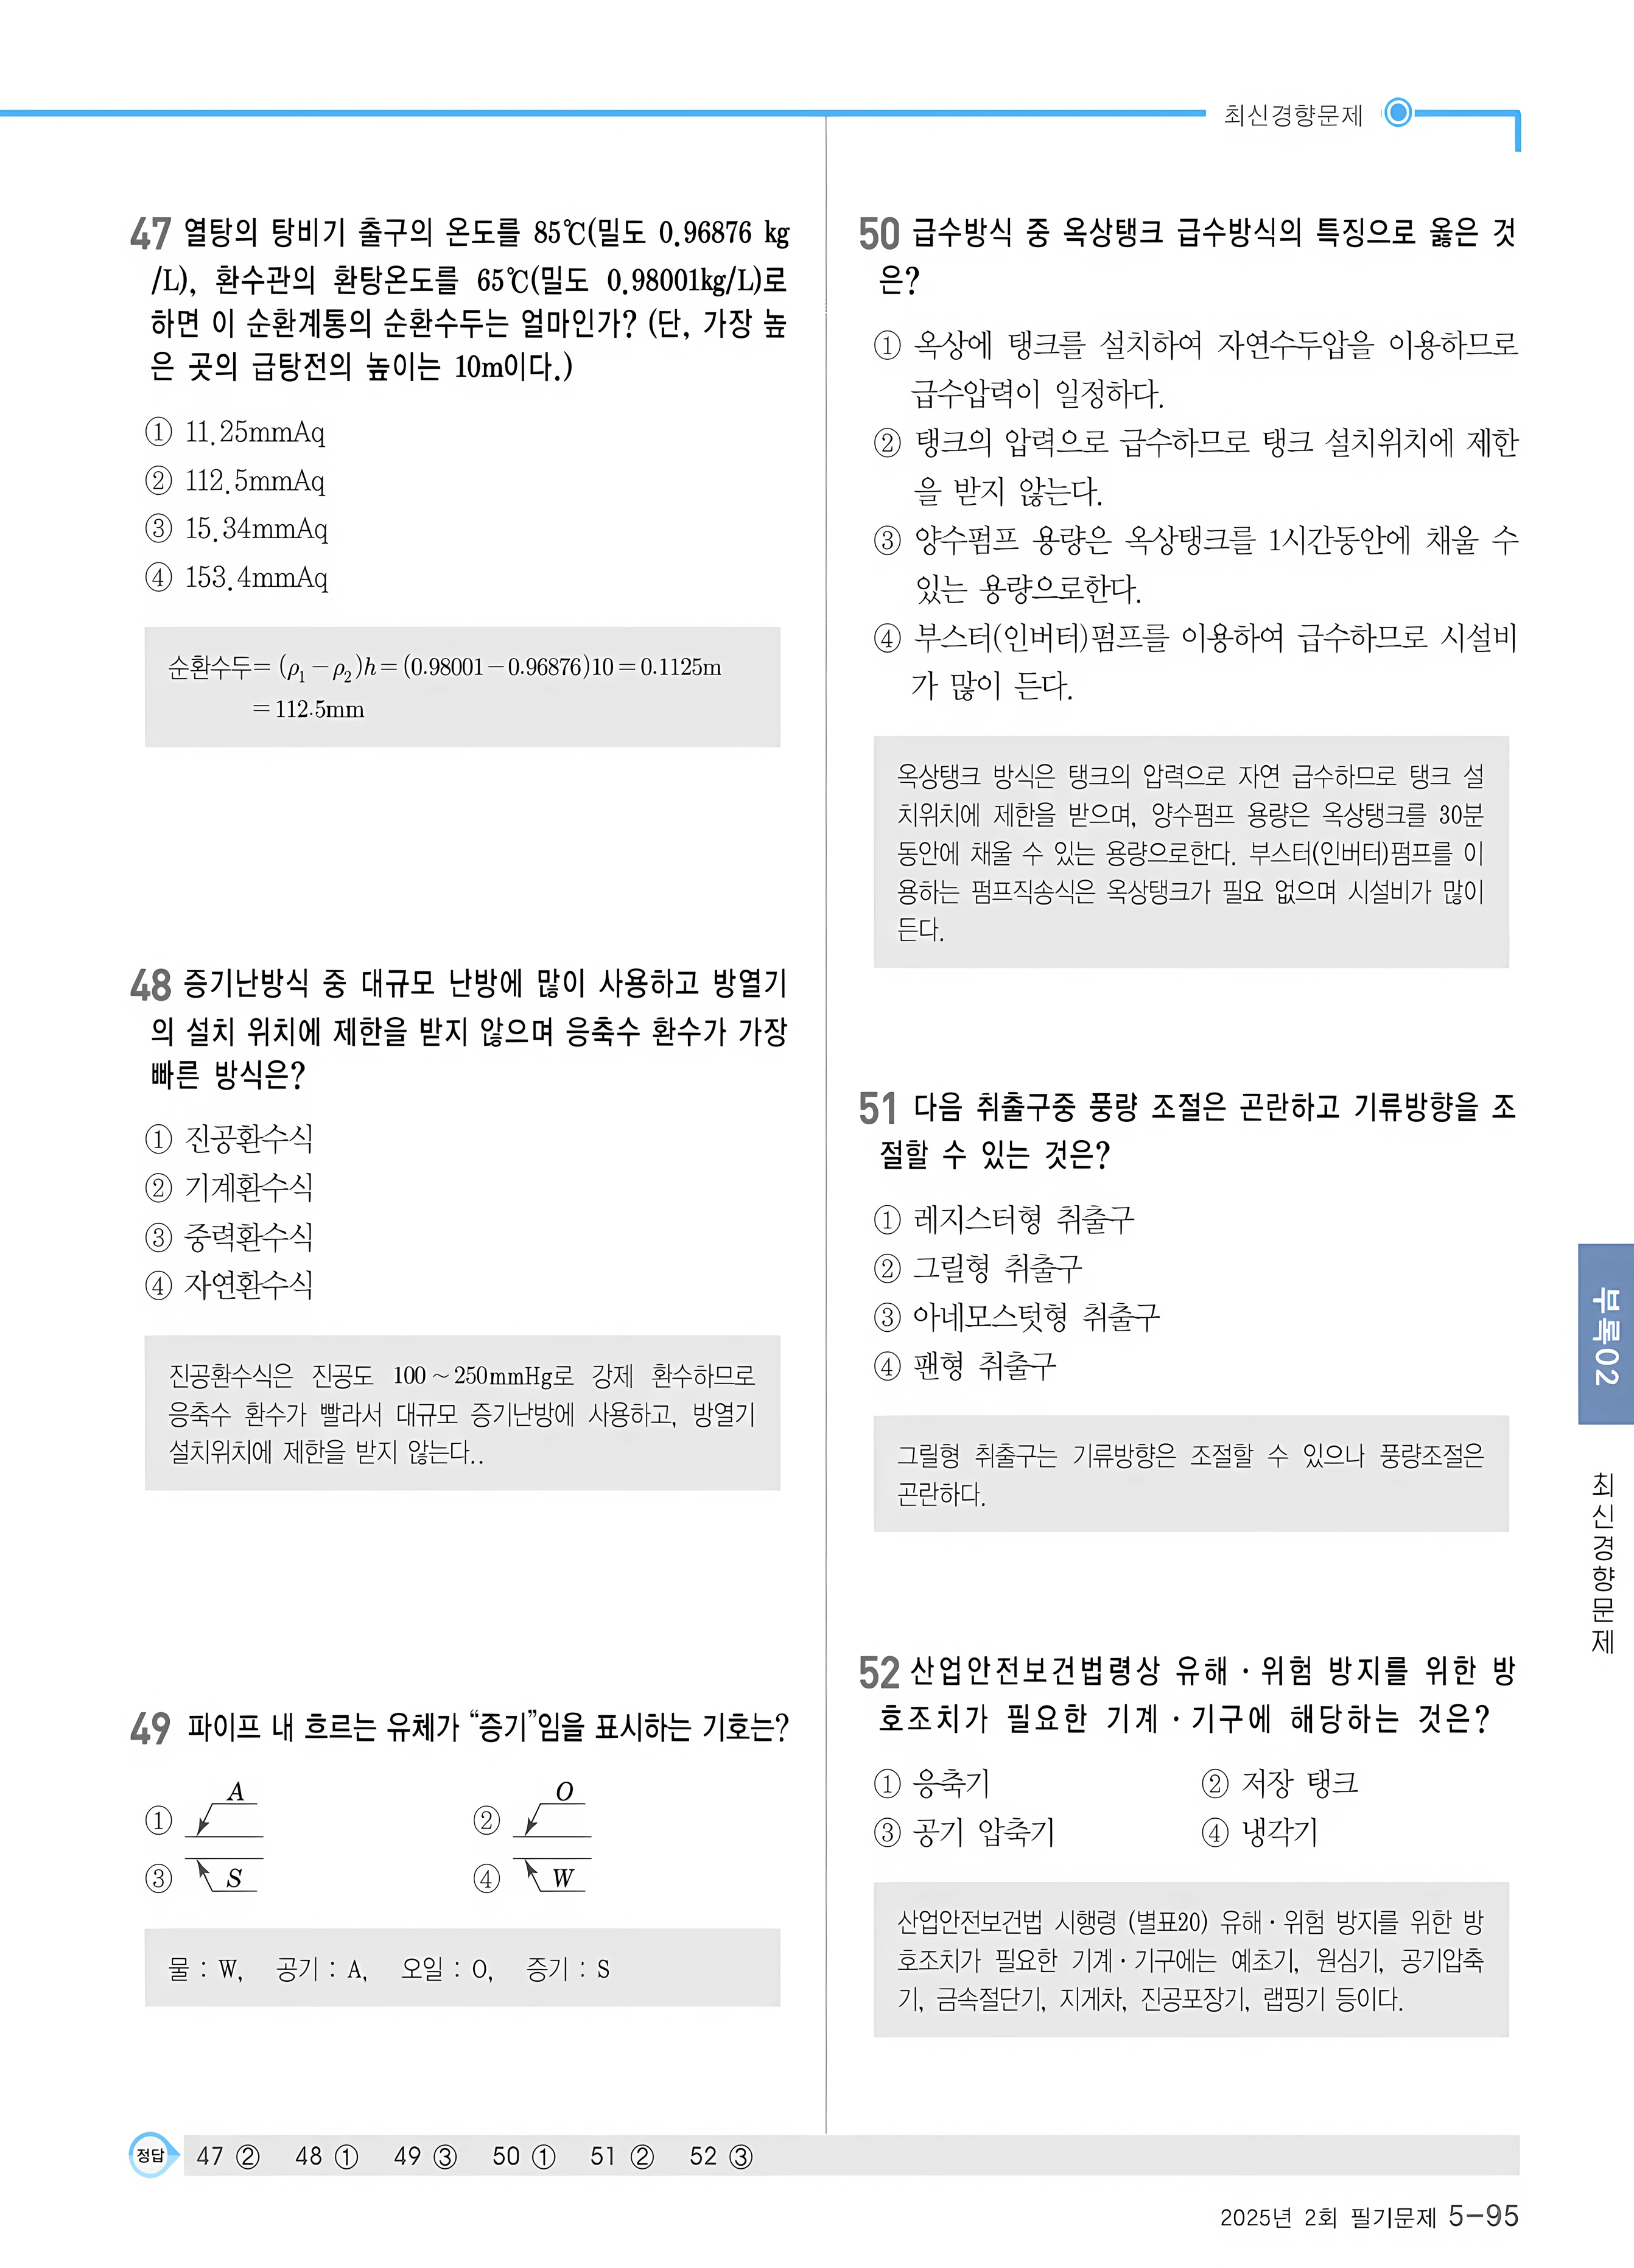 최신경향문제
47 열탕의 탕비기 출구의 온도를 85℃(밀도 0.96876 kg
/L), 환수관의 환탕온도를 65℃(밀도 0.98001kg/L)로
하면 이 순환계통의 순환수두는 얼마인가? (단, 가장 높
은 곳의 급탕전의 높이는 10m이다.)
① 11.25mmAq
② 112.5mmAq
③ 15.34mmAq
④ 153.4mmAq
순환수두= (ρ₁−ρ₂)h=(0.98001−0.96876)10=0.1125m
=112.5mm
48 증기난방식 중 대규모 난방에 많이 사용하고 방열기
의 설치 위치에 제한을 받지 않으며 응축수 환수가 가장
빠른 방식은?
① 진공환수식
② 기계환수식
③ 중력환수식
④ 자연환수식
진공환수식은 진공도 100~250mmHg로 강제 환수하므로
응축수 환수가 빨라서 대규모 증기난방에 사용하고, 방열기
설치위치에 제한을 받지 않는다..
49 파이프 내 흐르는 유체가 “증기”임을 표시하는 기호는?
① A ② O
③ S ④ W
물 : W, 공기 : A, 오일 : O, 증기 : S
50 급수방식 중 옥상탱크 급수방식의 특징으로 옳은 것
은?
① 옥상에 탱크를 설치하여 자연수두압을 이용하므로
급수압력이 일정하다.
② 탱크의 압력으로 급수하므로 탱크 설치위치에 제한
을 받지 않는다.
③ 양수펌프 용량은 옥상탱크를 1시간동안에 채울 수
있는 용량으로한다.
④ 부스터(인버터)펌프를 이용하여 급수하므로 시설비
가 많이 든다.
옥상탱크 방식은 탱크의 압력으로 자연 급수하므로 탱크 설
치위치에 제한을 받으며, 양수펌프 용량은 옥상탱크를 30분
동안에 채울 수 있는 용량으로한다. 부스터(인버터)펌프를 이
용하는 펌프직송식은 옥상탱크가 필요 없으며 시설비가 많이
든다.
51 다음 취출구중 풍량 조절은 곤란하고 기류방향을 조
절할 수 있는 것은?
① 레지스터형 취출구
② 그릴형 취출구
③ 아네모스텃형 취출구
④ 팬형 취출구
그릴형 취출구는 기류방향은 조절할 수 있으나 풍량조절은
곤란하다.
52 산업안전보건법령상 유해·위험 방지를 위한 방
호조치가 필요한 기계·기구에 해당하는 것은?
① 응축기 ② 저장 탱크
③ 공기 압축기 ④ 냉각기
산업안전보건법 시행령 (별표20) 유해·위험 방지를 위한 방
호조치가 필요한 기계·기구에는 예초기, 원심기, 공기압축
기, 금속절단기, 지게차, 진공포장기, 랩핑기 등이다.
부록02
최신경향문제
정답 47 ② 48 ① 49 ③ 50 ① 51 ② 52 ③
2025년 2회 필기문제 5-95